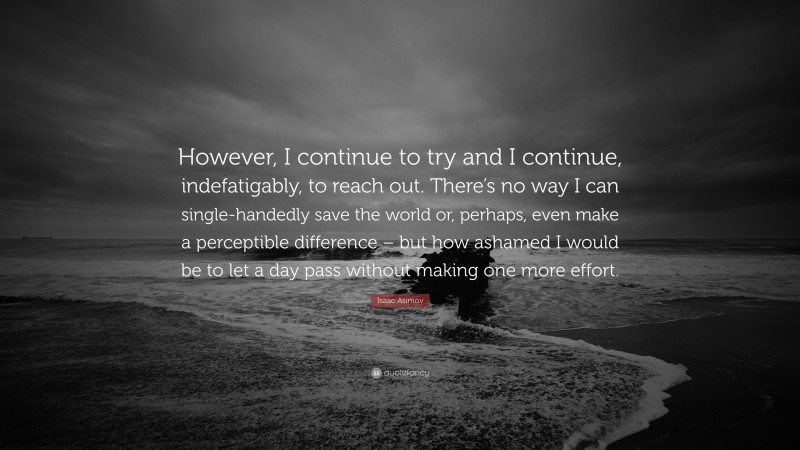 However, I continue to try and I continue,
indefatigably, to reach out. There’s no way I can
single-handedly save the world or, perhaps, even make
a perceptible difference – but how ashamed I would
be to let a day pass without making one more effort.
Isaac Asimov
quotefancy